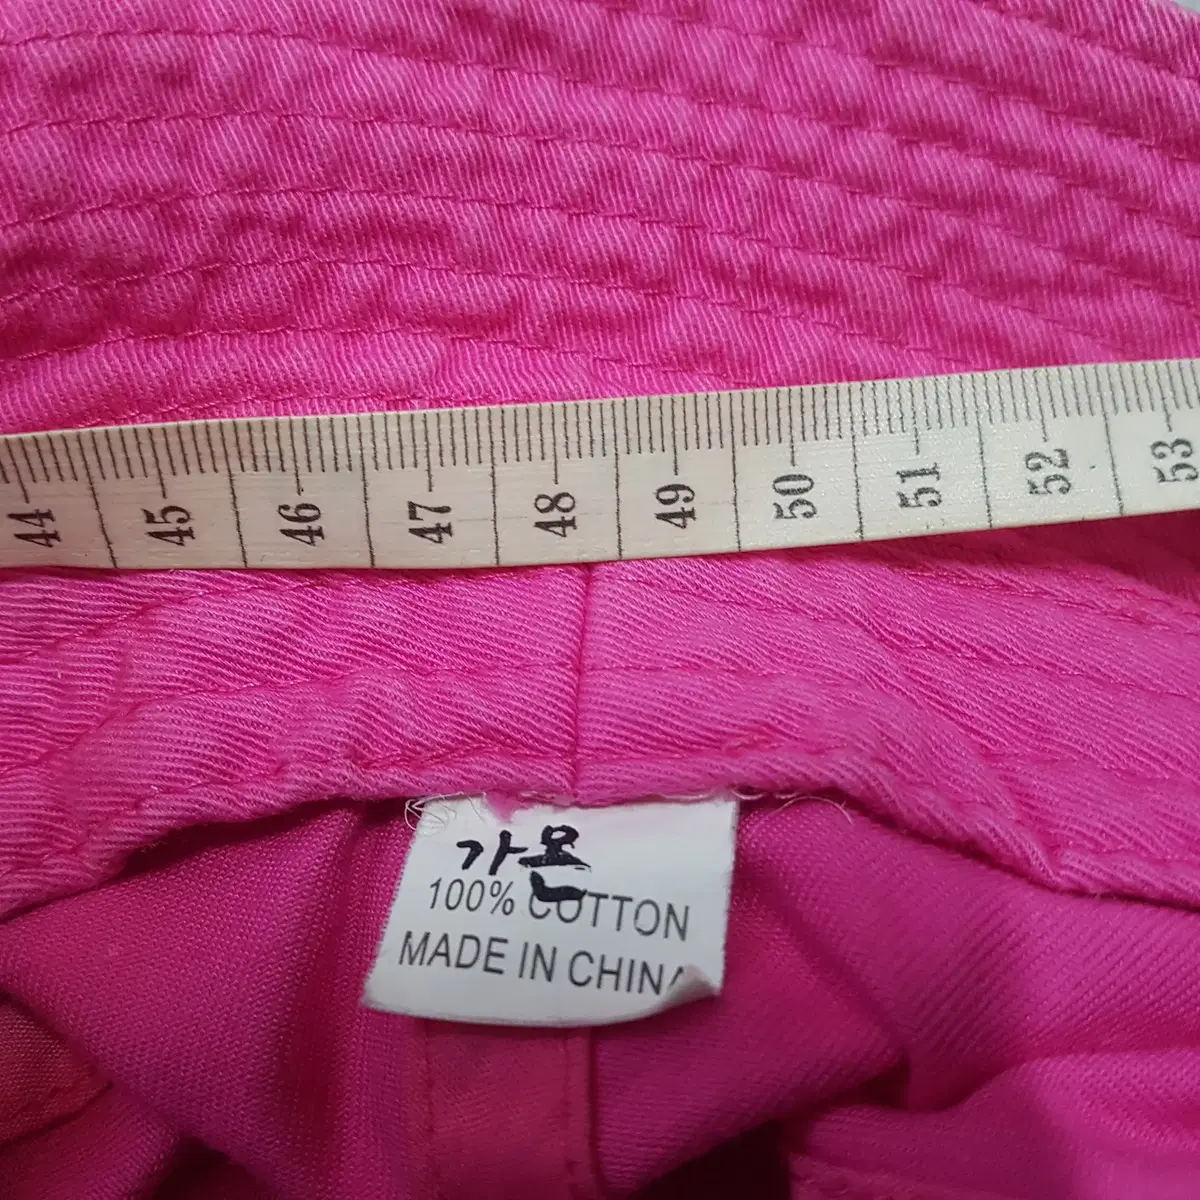 44 45 46 47 48 49 50 51 52 53
가온
100% COTTON
MADE IN CHINA